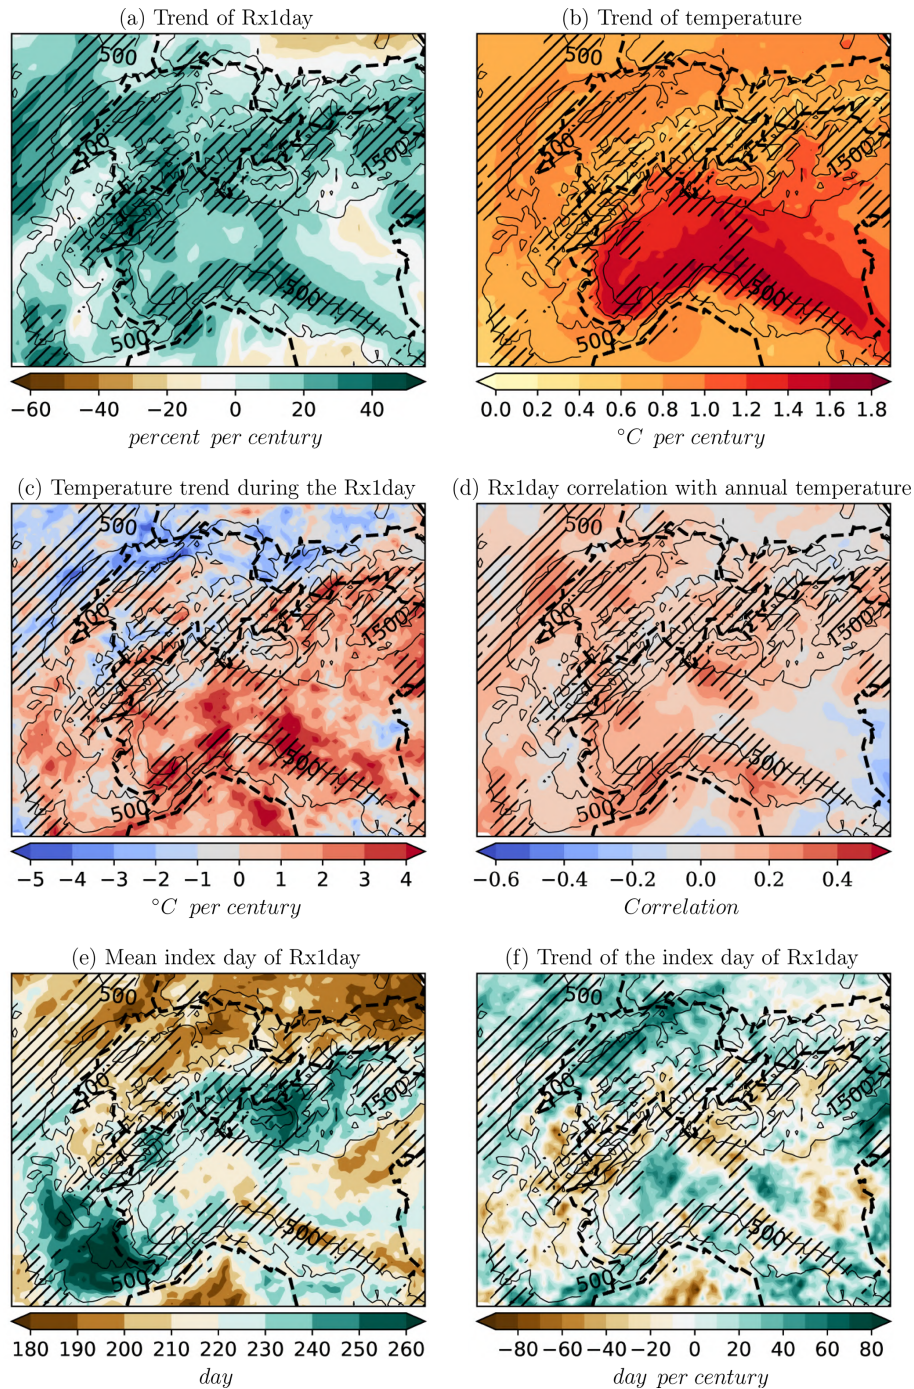 (a) Trend of Rx1day
500
500
1500
500
500
−60 −40 −20 0 20 40
percent per century
(b) Trend of temperature
500
500
1500
500
500
0.0 0.2 0.4 0.6 0.8 1.0 1.2 1.4 1.6 1.8
°C per century
(c) Temperature trend during the Rx1day
500
500
1500
500
500
−5 −4 −3 −2 −1 0 1 2 3 4
°C per century
(d) Rx1day correlation with annual temperature
500
500
1500
500
500
−0.6 −0.4 −0.2 0.0 0.2 0.4
Correlation
(e) Mean index day of Rx1day
500
500
1500
500
500
180 190 200 210 220 230 240 250 260
day
(f) Trend of the index day of Rx1day
500
500
1500
500
500
−80 −60 −40 −20 0 20 40 60 80
day per century